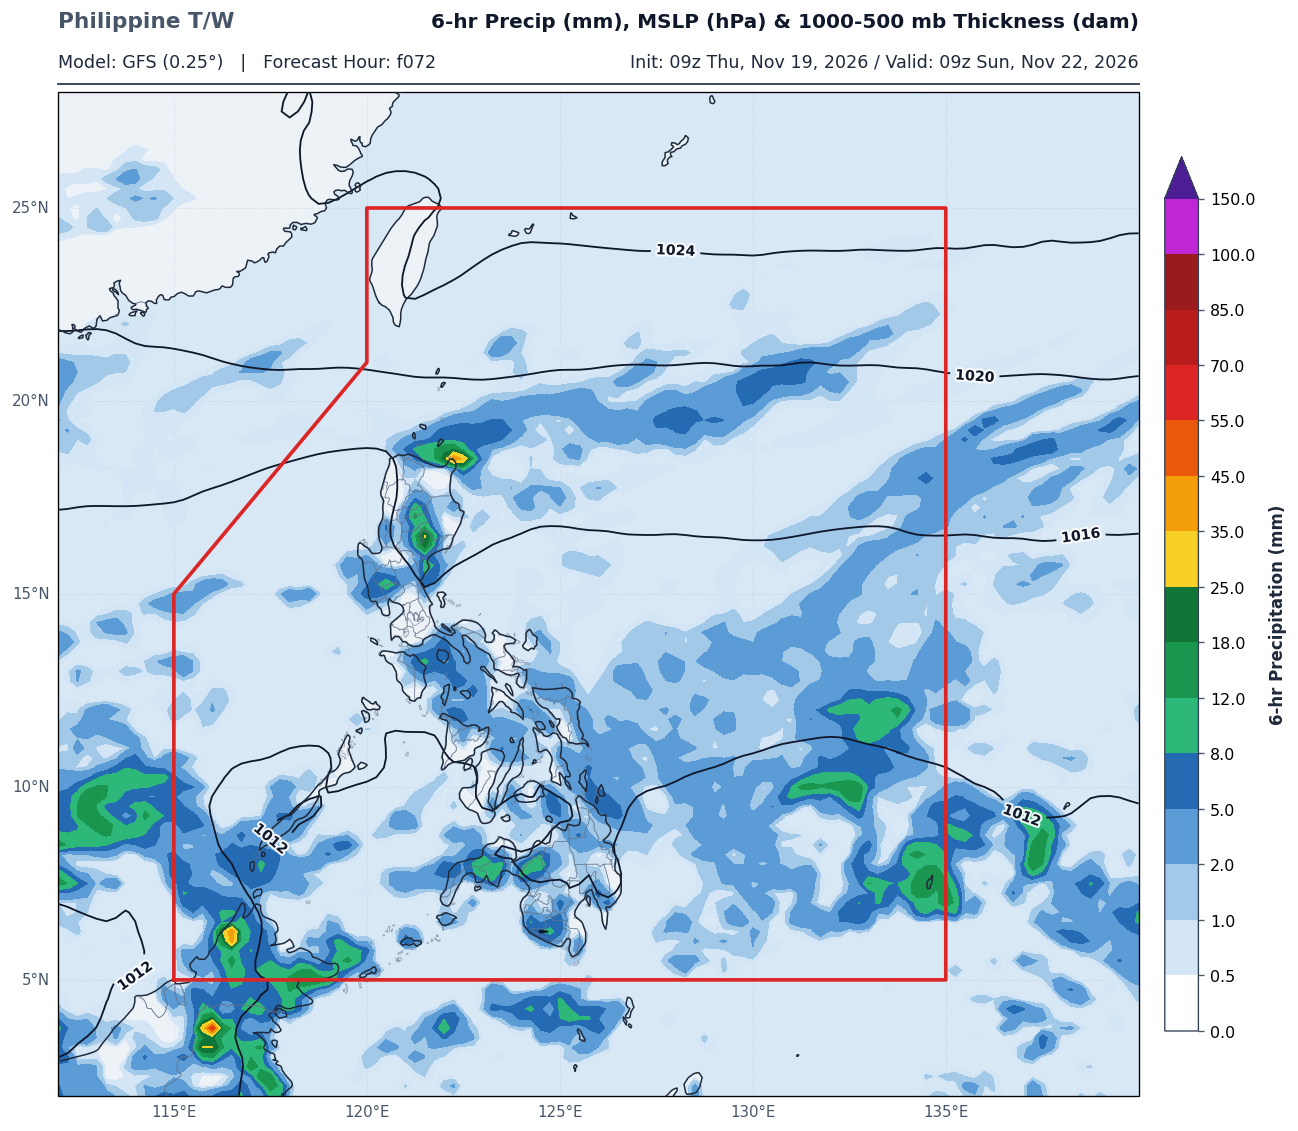 Philippine T/W
6-hr Precip (mm), MSLP (hPa) & 1000-500 mb Thickness (dam)
Model: GFS (0.25°) | Forecast Hour: f072
Init: 09z Thu, Nov 19, 2026 / Valid: 09z Sun, Nov 22, 2026
25°N
20°N
15°N
10°N
5°N
115°E
120°E
125°E
130°E
135°E
1024
1020
1016
1012
1012
1012
150.0
100.0
85.0
70.0
55.0
45.0
35.0
25.0
18.0
12.0
8.0
5.0
2.0
1.0
0.5
0.0
6-hr Precipitation (mm)